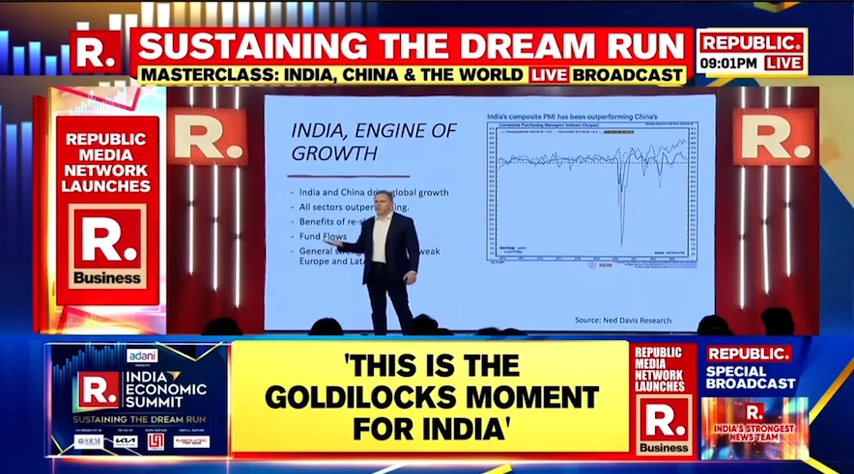 R.
SUSTAINING THE DREAM RUN
MASTERCLASS: INDIA, CHINA & THE WORLD LIVE BROADCAST
REPUBLIC.
09:01PM LIVE
REPUBLIC
MEDIA
NETWORK
LAUNCHES
R.
Business
R.
INDIA, ENGINE OF
GROWTH
- India and China global growth
- All sectors
- Benefits of
- Fund Flows
- General weak
Europe and
India's composite PMI has been outperforming China's
Source: Ned Davis Research
R.
adani
R.
INDIA
ECONOMIC
SUMMIT
SUSTAINING THE DREAM RUN
SRM
KIA
'THIS IS THE
GOLDILOCKS MOMENT
FOR INDIA'
REPUBLIC
MEDIA
NETWORK
LAUNCHES
R.
Business
REPUBLIC.
SPECIAL
BROADCAST
R.
INDIA'S STRONGEST
NEWS TEAM